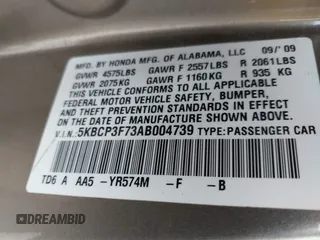 MFD. BY HONDA MFG. OF ALABAMA, LLC 09/'09
GVWR 4575LBS GAWR F 2557LBS R 2061LBS
GVWR 2075KG GAWR F 1160KG R 935 KG
THIS VEHICLE CONFORMS TO ALL APPLICABLE
FEDERAL MOTOR VEHICLE SAFETY, BUMPER,
AND THEFT PREVENTION STANDARDS IN EFFECT ON
THE DATE OF MANUFACTURE SHOWN ABOVE.
V.I.N. 5KBCP3F73AB004739 TYPE: PASSENGER CAR
TD6 A AA5 -YR574M -F -B
DREAMBID